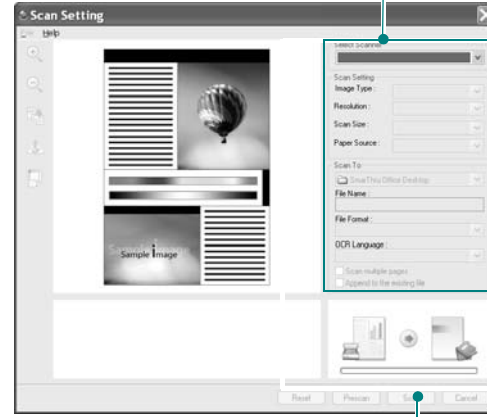 Scan Setting
Help
Select Scanner
Scan Setting
Image Type :
Resolution :
Scan Size :
Paper Source :
Scan To
SmarThru Office Desktop
File Name :
File Format :
OCR Language :
Scan multiple pages
Append to the existing file
Sample Image
Sample Image
Reset Prescan Cancel